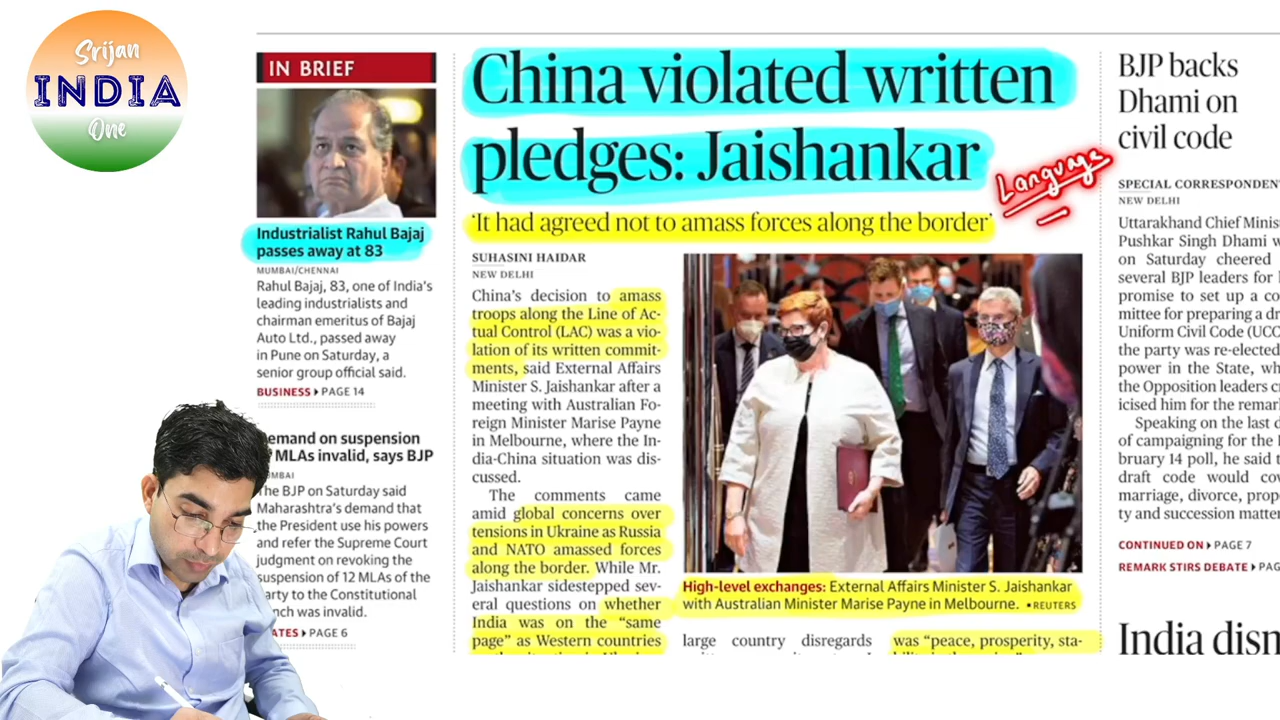 Srijan
INDIA
One
IN BRIEF
Industrialist Rahul Bajaj
passes away at 83
MUMBAI/CHENNAI
Rahul Bajaj, 83, one of India's
leading industrialists and
chairman emeritus of Bajaj
Auto Ltd., passed away
in Pune on Saturday, a
senior group official said.
BUSINESS PAGE 14
emand on suspension
MLAs invalid, says BJP
The BJP on Saturday said
Maharashtra's demand that
the President use his powers
and refer the Supreme Court
judgment on revoking the
suspension of 12 MLAs of the
arty to the Constitutional
nch was invalid.
ATES PAGE 6
China violated written
pledges: Jaishankar
Language
'It had agreed not to amass forces along the border'
SUHASINI HAIDAR
NEW DELHI
China's decision to amass
troops along the Line of Ac-
tual Control (LAC) was a vio-
lation of its written commit-
ments, said External Affairs
Minister S. Jaishankar after a
meeting with Australian Fo-
reign Minister Marise Payne
in Melbourne, where the In-
dia-China situation was dis-
cussed.
The comments came
amid global concerns over
tensions in Ukraine as Russia
and NATO amassed forces
along the border. While Mr.
Jaishankar sidestepped sev-
eral questions on whether
India was on the "same
page" as Western countries
High-level exchanges: External Affairs Minister S. Jaishankar
with Australian Minister Marise Payne in Melbourne. • REUTERS
large country disregards
was "peace, prosperity, sta-
BJP backs
Dhami on
civil code
SPECIAL CORRESPONDENT
NEW DELHI
Uttarakhand Chief Minis
Pushkar Singh Dhami w
on Saturday cheered
several BJP leaders for h
promise to set up a co
mittee for preparing a dr
Uniform Civil Code (UCC
the party was re-elected
power in the State, wh
the Opposition leaders cr
icised him for the remar
Speaking on the last d
of campaigning for the F
bruary 14 poll, he said t
draft code would cov
marriage, divorce, prop
ty and succession matter
CONTINUED ON PAGE 7
REMARK STIRS DEBATE PAG
India disn